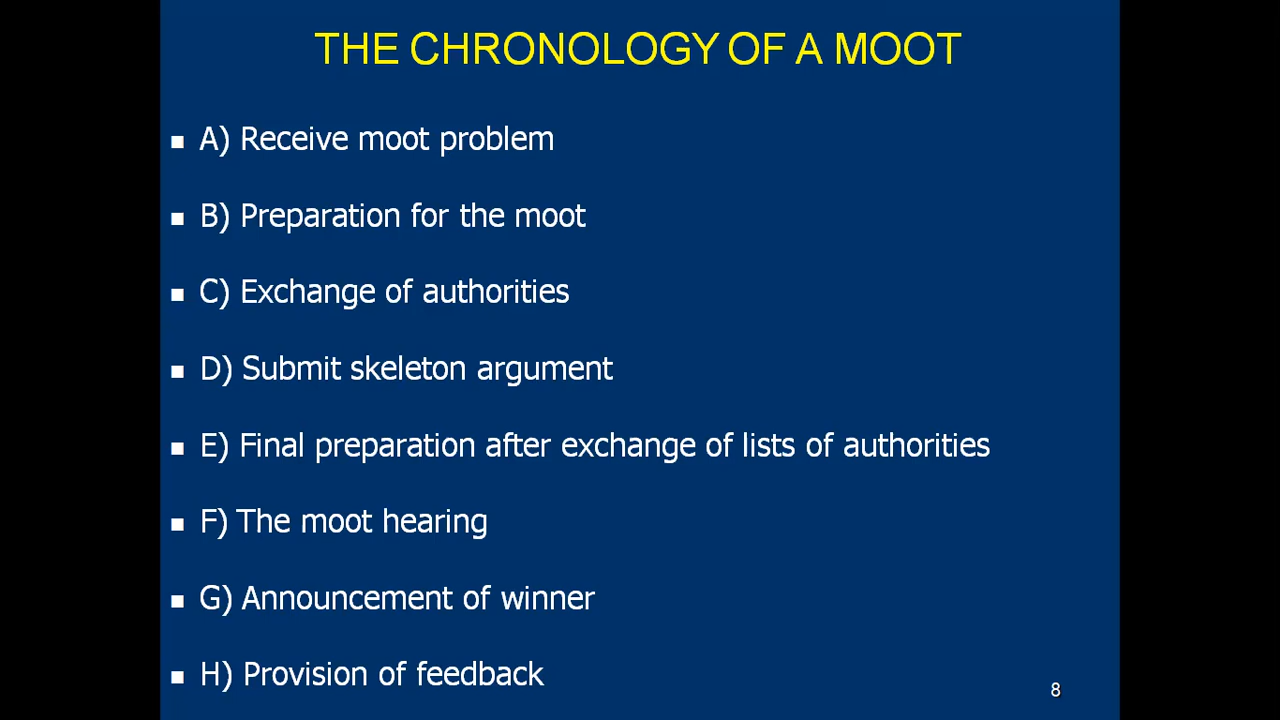 THE CHRONOLOGY OF A MOOT
A) Receive moot problem
B) Preparation for the moot
C) Exchange of authorities
D) Submit skeleton argument
E) Final preparation after exchange of lists of authorities
F) The moot hearing
G) Announcement of winner
H) Provision of feedback
8